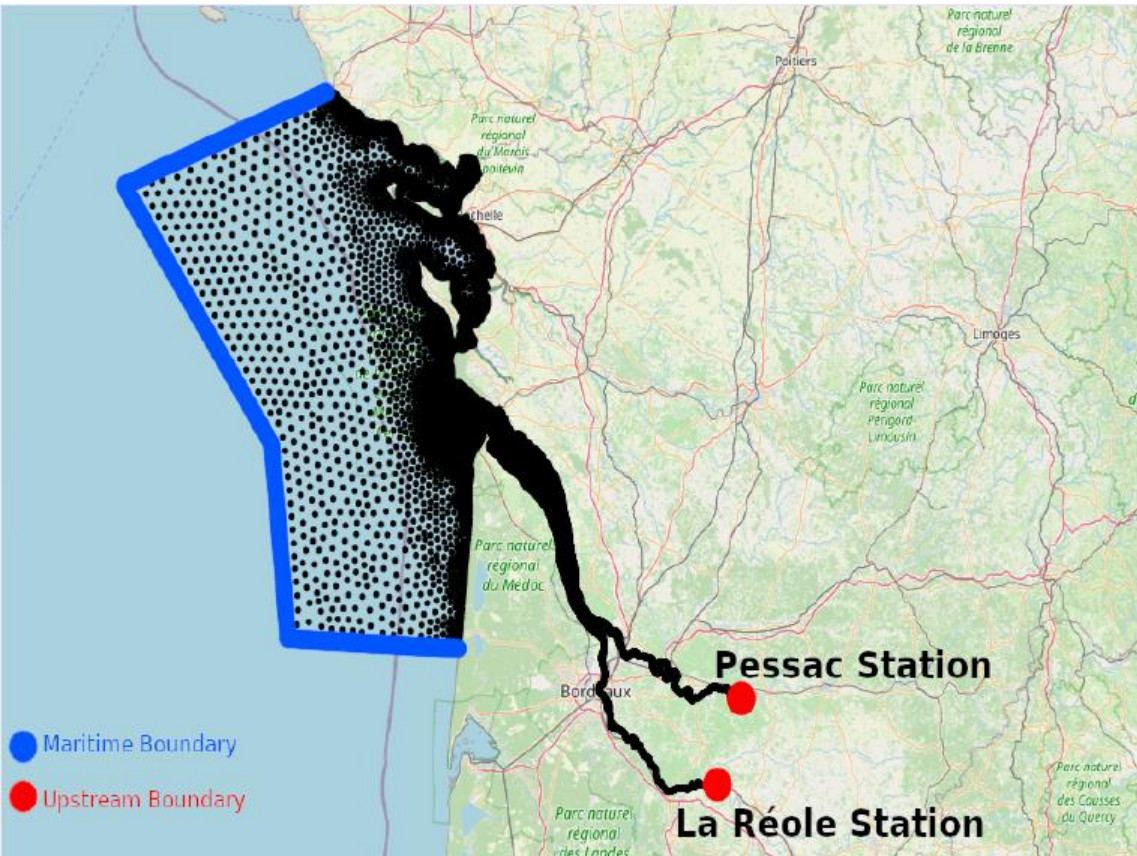 Parc naturel
régional
de la Brenne
Poitiers
Parc naturel
régional
du Marais
poitevin
chelle
Limoges
Parc naturel
régional
Périgord
Limousin
Parc naturel
régional
du Médoc
Pessac Station
Bordeaux
Maritime Boundary
Upstream Boundary
La Réole Station
Parc naturel
régional
des Landes
Parc naturel
régional
des Causses
du Quercy